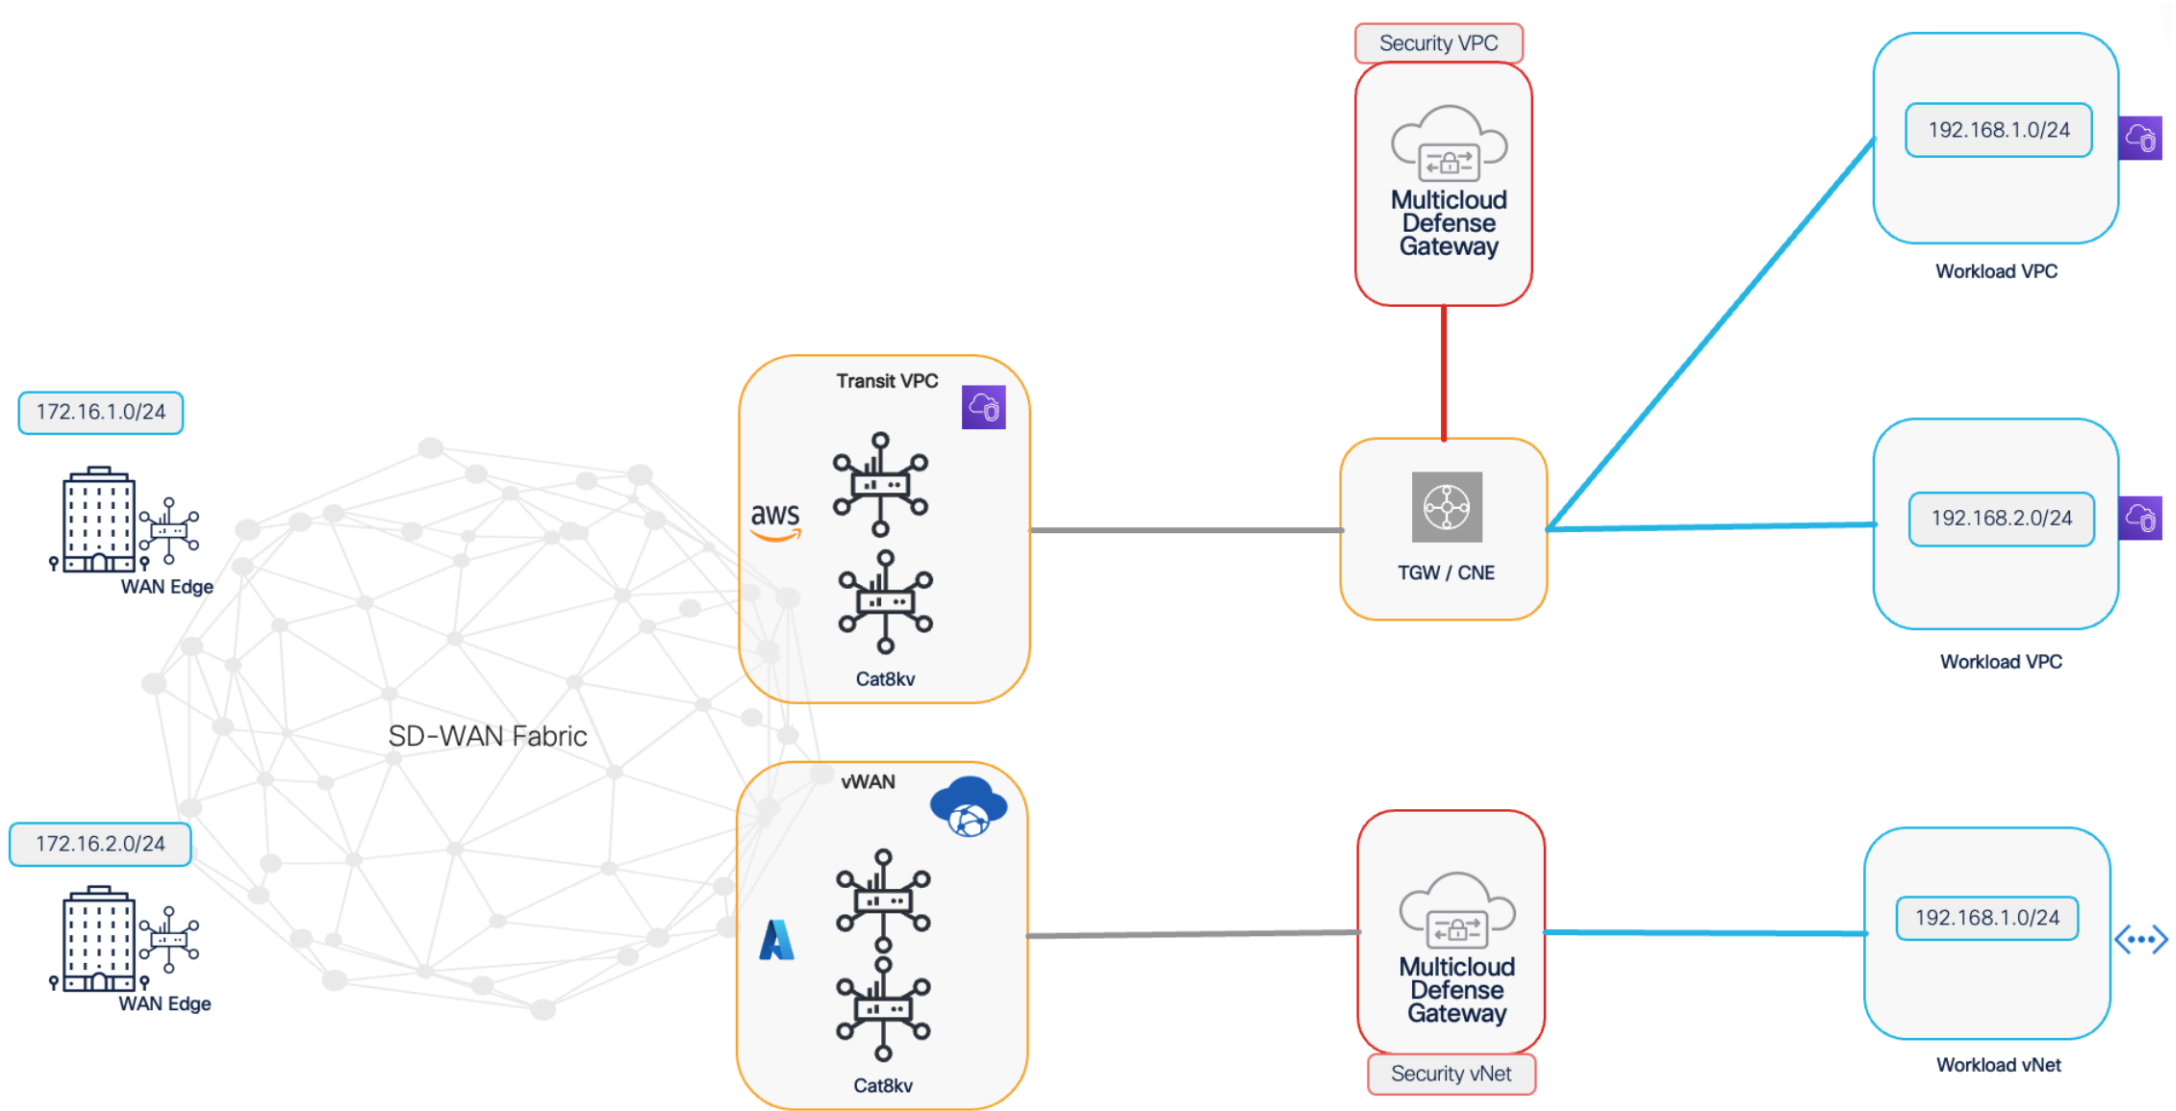 Security VPC
Multicloud
Defense
Gateway
192.168.1.0/24
Workload VPC
172.16.1.0/24
WAN Edge
Transit VPC
aws
Cat8kv
TGW / CNE
192.168.2.0/24
Workload VPC
SD-WAN Fabric
172.16.2.0/24
WAN Edge
vWAN
Cat8kv
Multicloud
Defense
Gateway
Security vNet
192.168.1.0/24
Workload vNet